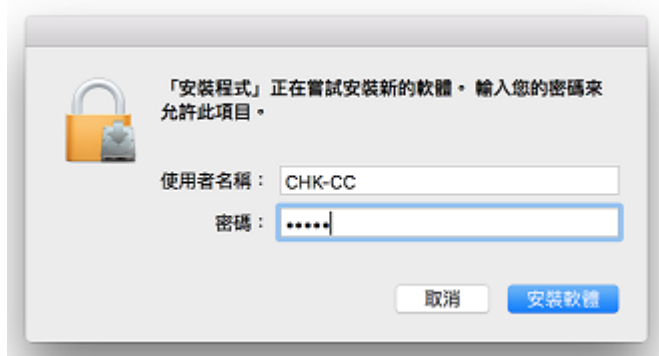 「安裝程式」正在嘗試安裝新的軟體。 輸入您的密碼來
允許此項目。
使用者名稱： CHK-CC
密碼： •••••
取消 安裝軟體